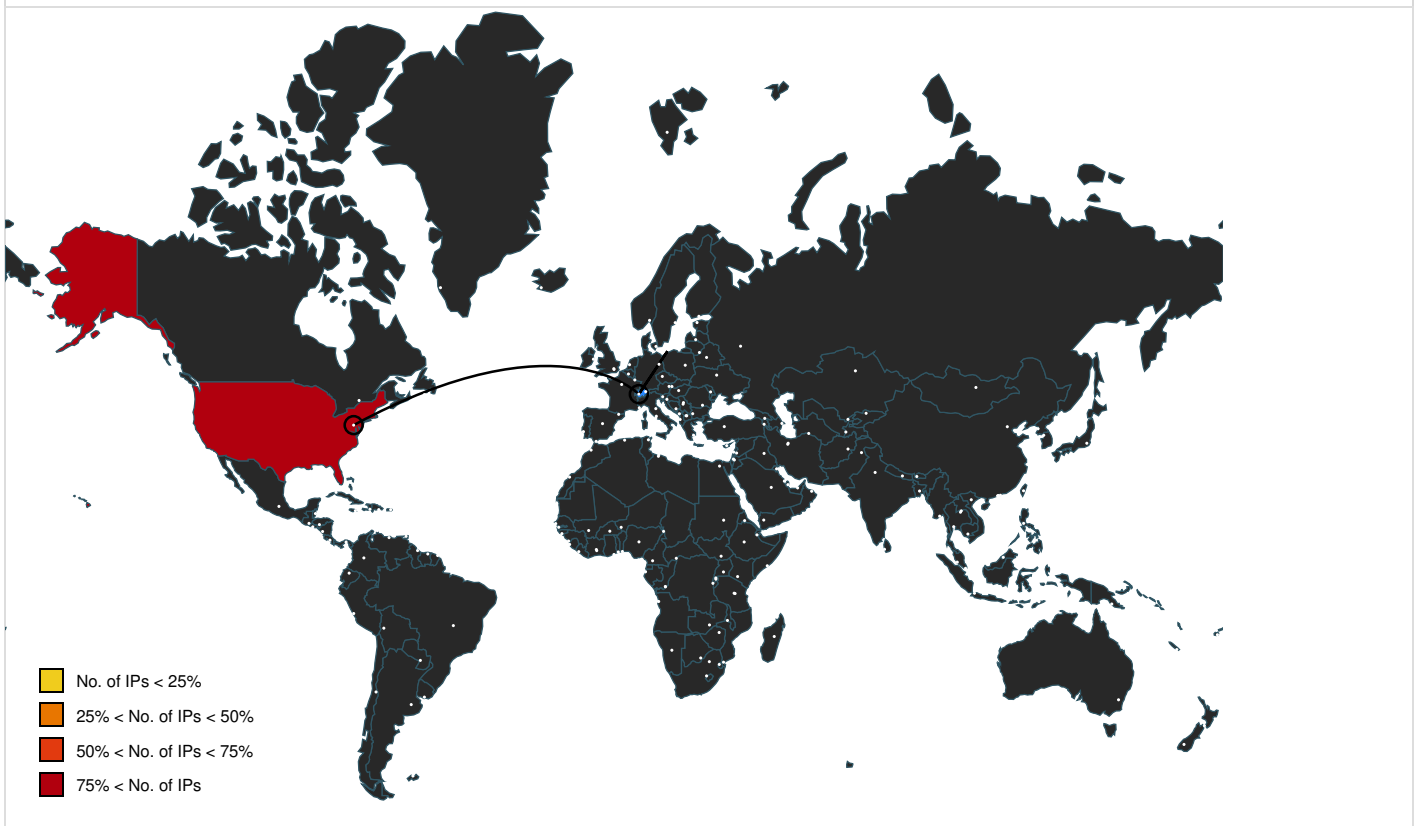 No. of IPs < 25%
25% < No. of IPs < 50%
50% < No. of IPs < 75%
75% < No. of IPs